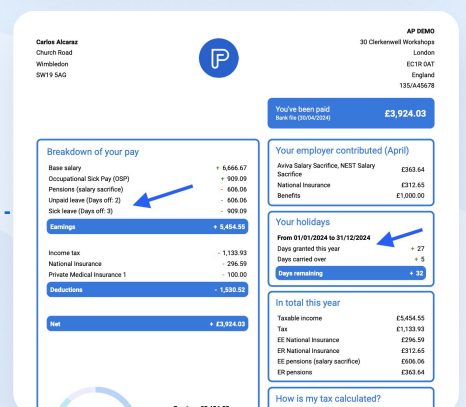 AP DEMO
Carlos Alcaraz
30 Clerkenwell Workshops
Church Road
London
Wimbledon
EC1R 0AT
SW19 5AG
England
135/A45678
You've been paid
Bank file (30/04/2024)
£3,924.03
Breakdown of your pay
Base salary + 6,666.67
Occupational Sick Pay (OSP) + 909.09
Pensions (salary sacrifice) - 606.06
Unpaid leave (Days off: 2) - 606.06
Sick leave (Days off: 3) - 909.09
Earnings + 5,454.55
Income tax - 1,133.93
National Insurance - 296.59
Private Medical Insurance 1 - 100.00
Deductions - 1,530.52
Net + £3,924.03
Your employer contributed (April)
Aviva Salary Sacrifice, NEST Salary
Sacrifice £363.64
National Insurance £312.65
Benefits £1,000.00
Your holidays
From 01/01/2024 to 31/12/2024
Days granted this year + 27
Days carried over + 5
Days remaining + 32
In total this year
Taxable income £5,454.55
Tax £1,133.93
EE National Insurance £296.59
ER National Insurance £312.65
EE pensions (salary sacrifice) £606.06
ER pensions £363.64
How is my tax calculated?